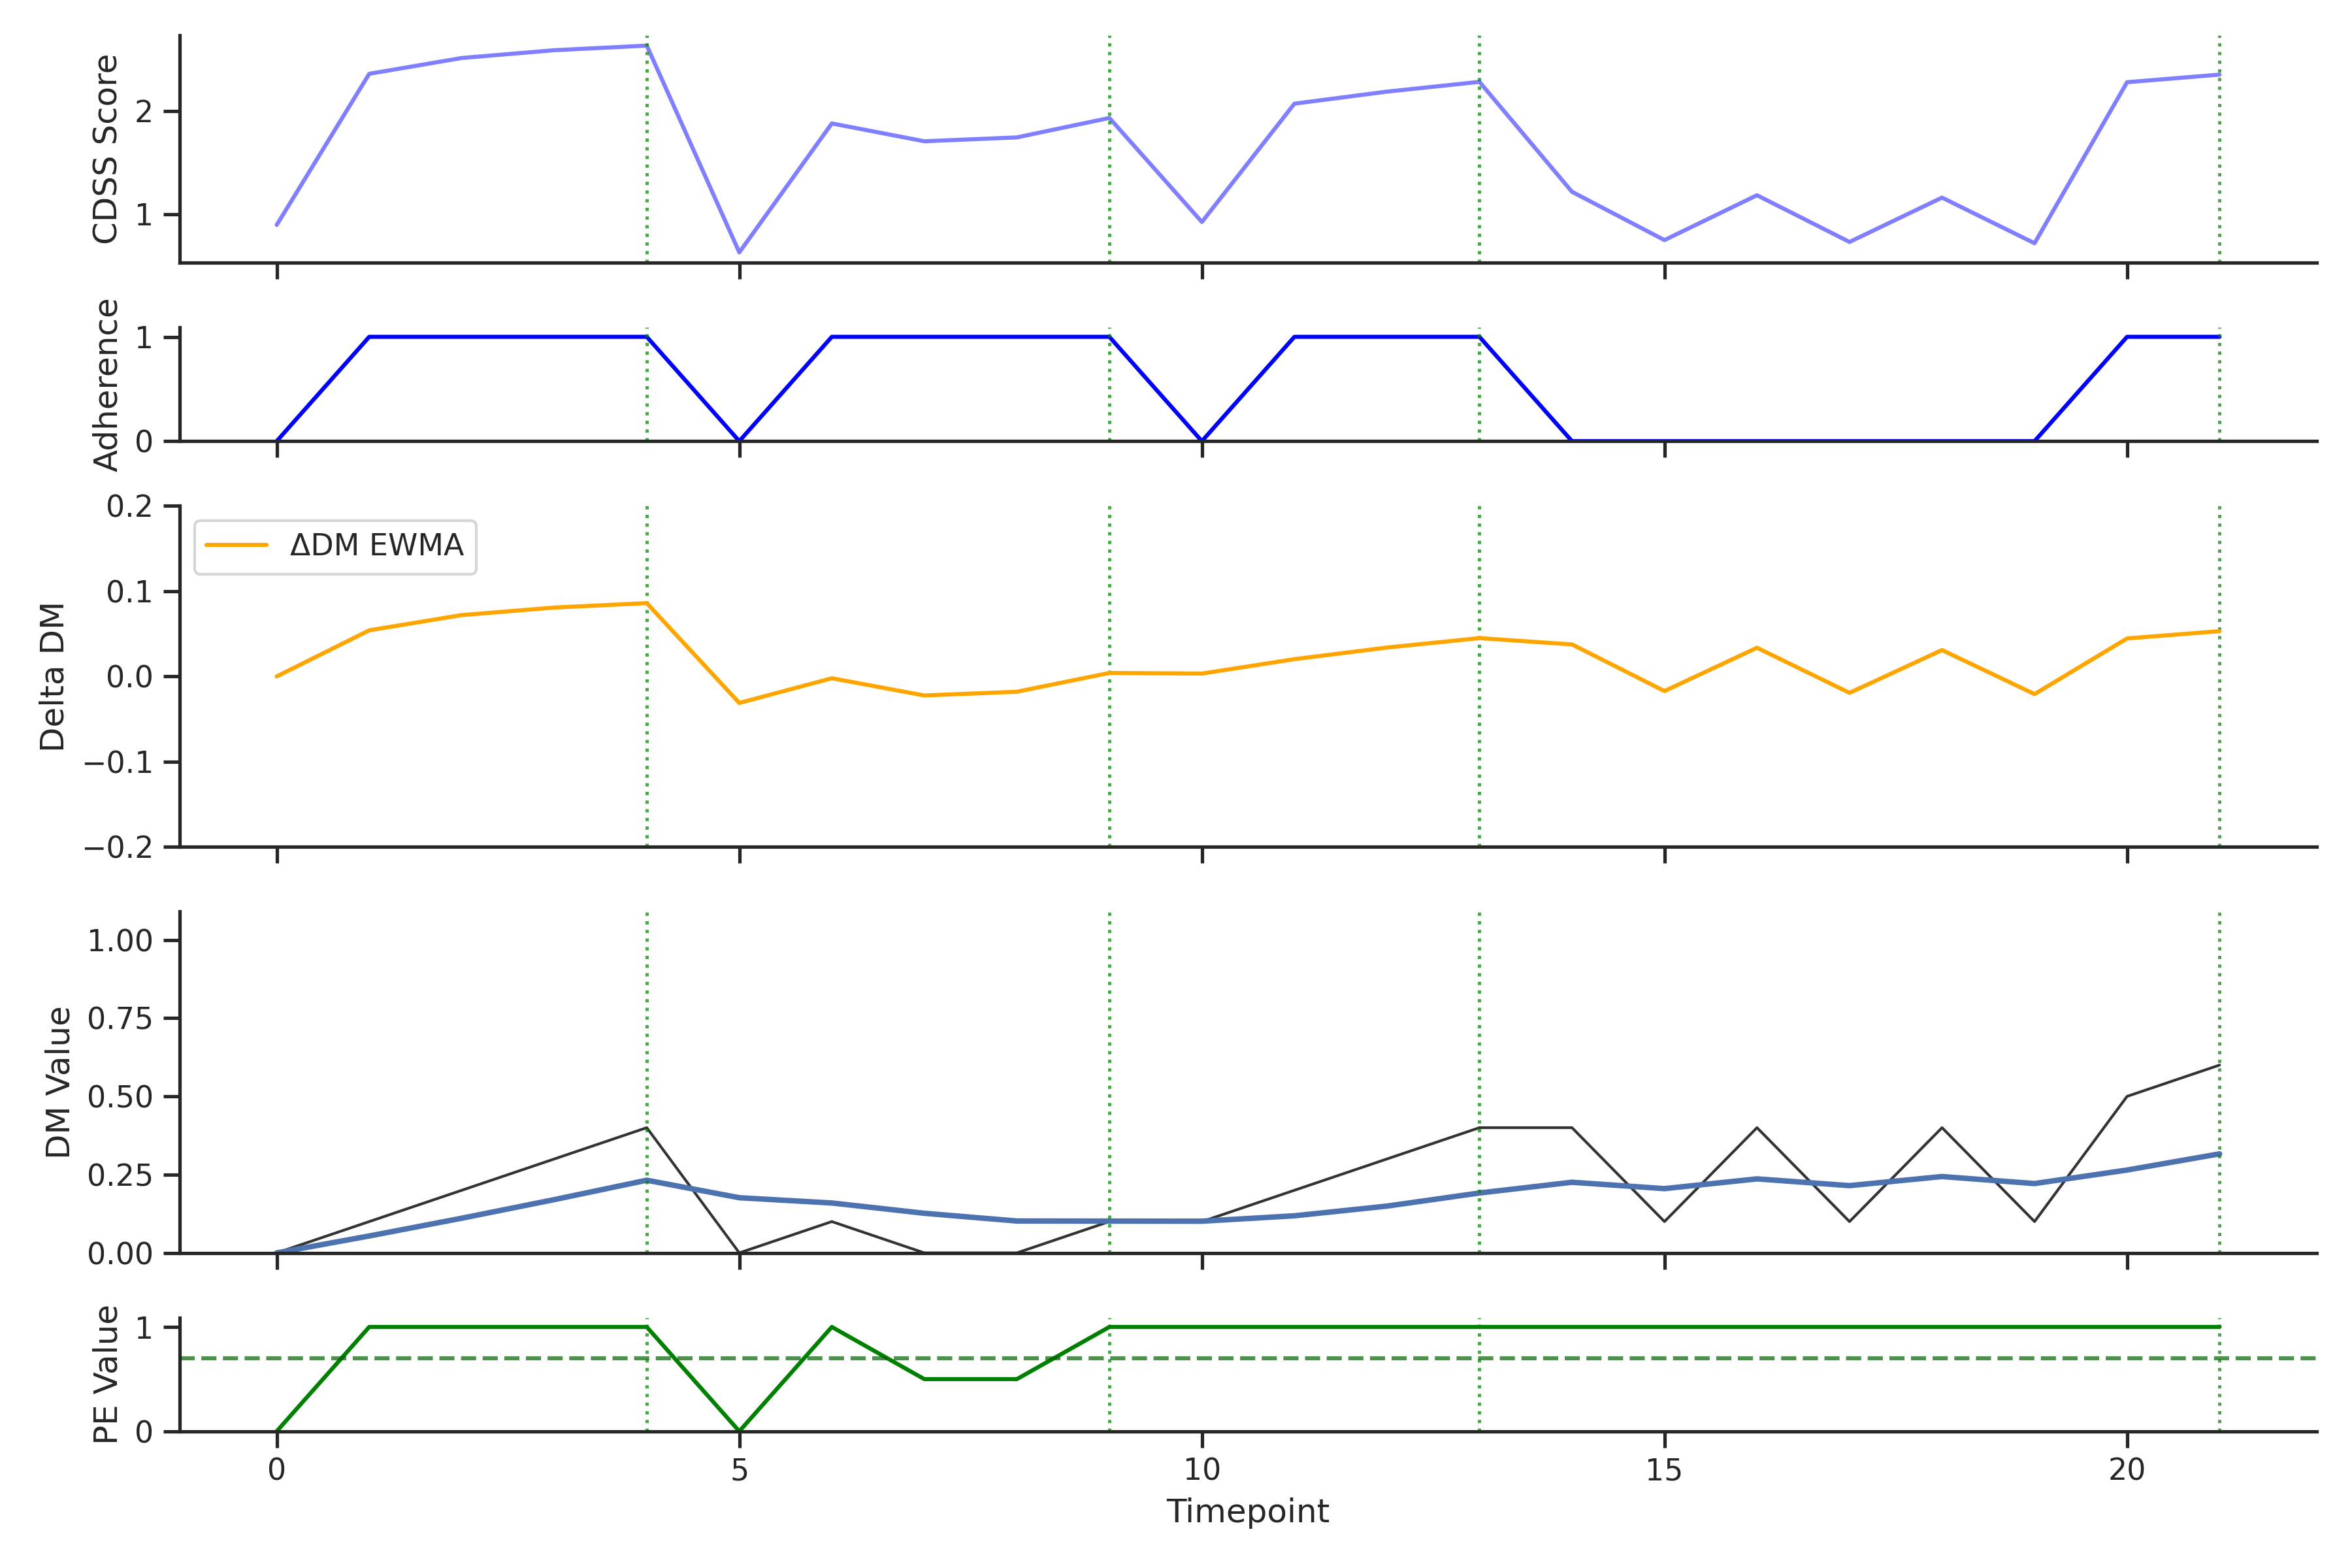 CDSS Score
2
1
Adherence
1
0
Delta DM
0.2
0.1
0.0
−0.1
−0.2
ΔDM EWMA
DM Value
1.00
0.75
0.50
0.25
0.00
PE Value
1
0
0 5 10 15 20
Timepoint